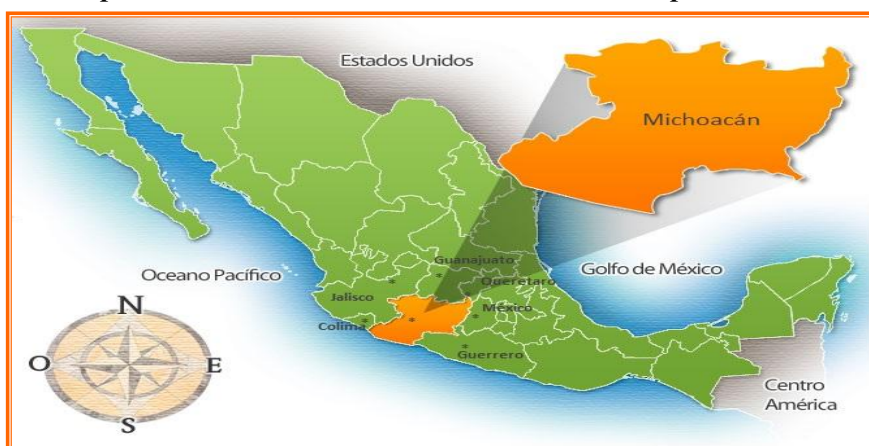 Estados Unidos
Michoacán
Guanajuato
Oceano Pacífico
Golfo de México
Querétaro
Jalisco
México
Colima
Guerrero
N
O
E
S
Centro
América